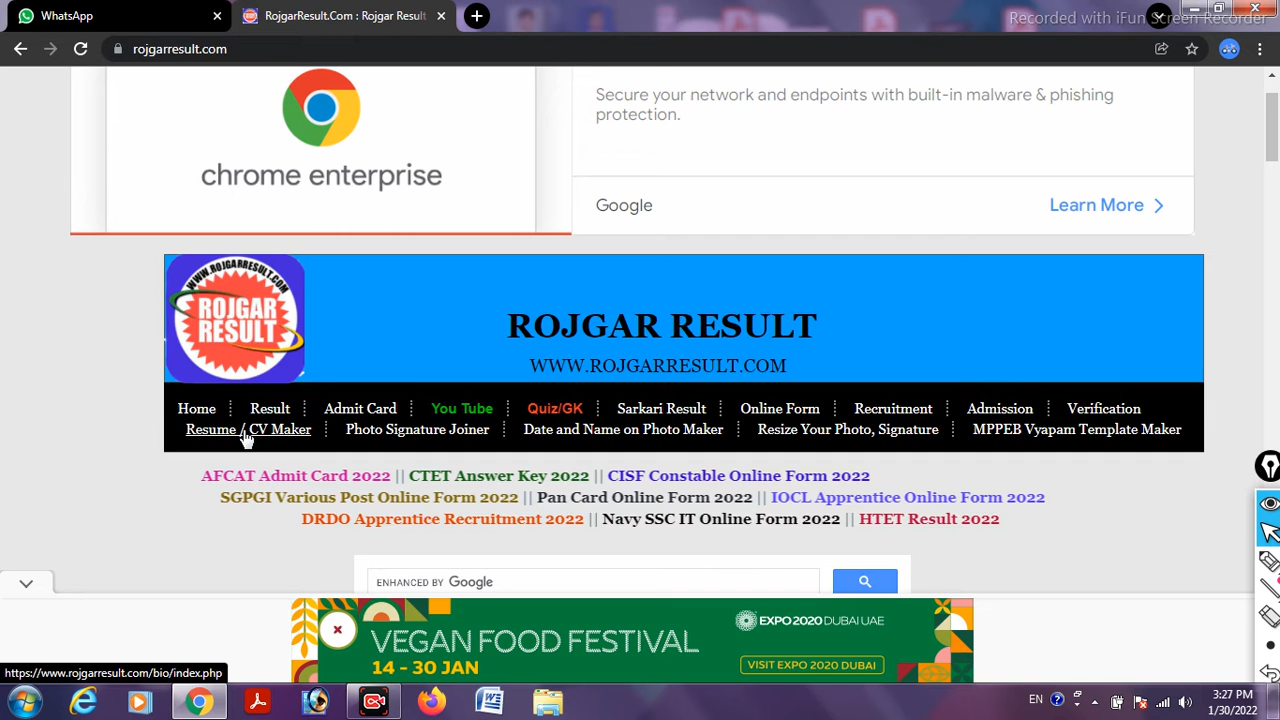 WhatsApp
RojgarResult.Com : Rojgar Result
Recorded with iFun Screen Recorder
rojgarresult.com
chrome enterprise
Secure your network and endpoints with built-in malware & phishing
protection.
Google
Learn More
WWW.ROJGARRESULT.COM
ROJGAR
RESULT
ROJGAR RESULT
WWW.ROJGARRESULT.COM
Home Result Admit Card You Tube Quiz/GK Sarkari Result Online Form Recruitment Admission Verification
Resume / CV Maker Photo Signature Joiner Date and Name on Photo Maker Resize Your Photo, Signature MPPEB Vyapam Template Maker
AFCAT Admit Card 2022 || CTET Answer Key 2022 || CISF Constable Online Form 2022
SGPGI Various Post Online Form 2022 || Pan Card Online Form 2022 || IOCL Apprentice Online Form 2022
DRDO Apprentice Recruitment 2022 || Navy SSC IT Online Form 2022 || HTET Result 2022
ENHANCED BY Google
VEGAN FOOD FESTIVAL
14 - 30 JAN
EXPO 2020 DUBAI UAE
VISIT EXPO 2020 DUBAI
https://www.rojgarresult.com/bio/index.php
EN
3:27 PM
1/30/2022